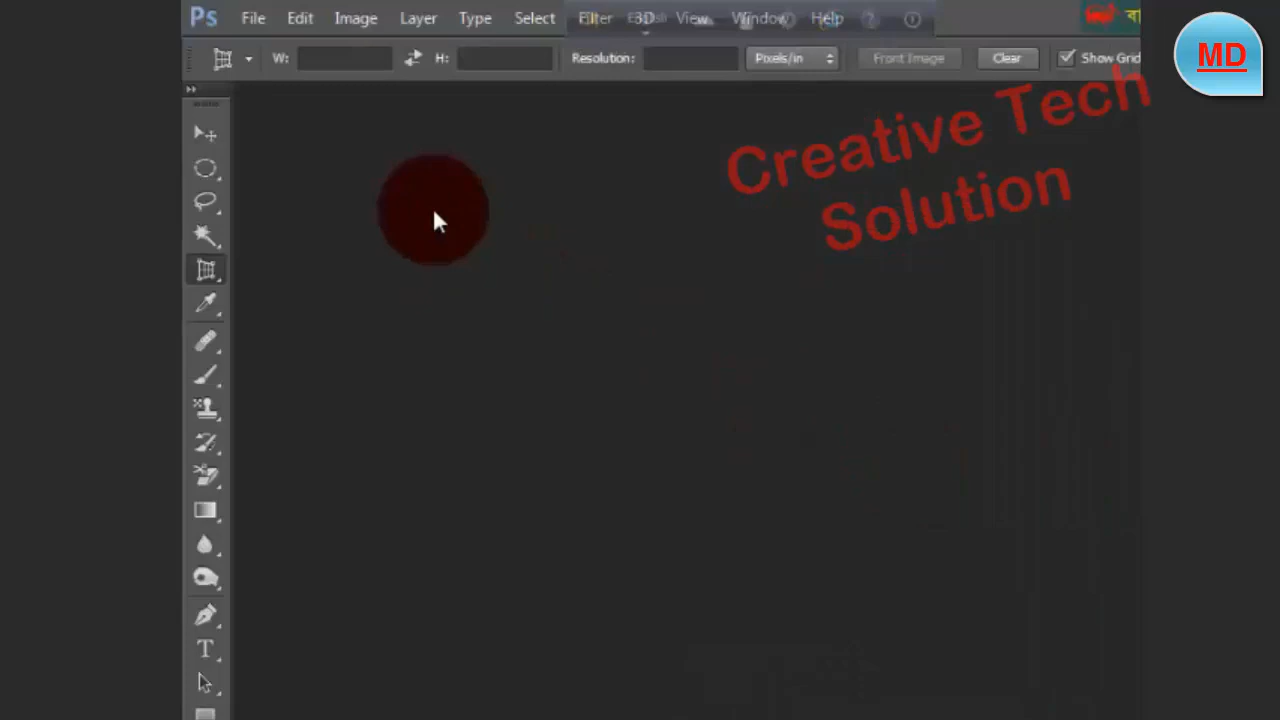 Ps File Edit Image Layer Type Select Filter 3D View Window Help
W: H: Resolution: Pixels/in Front Image Clear Show Grid
MD
Creative Tech
Solution
T